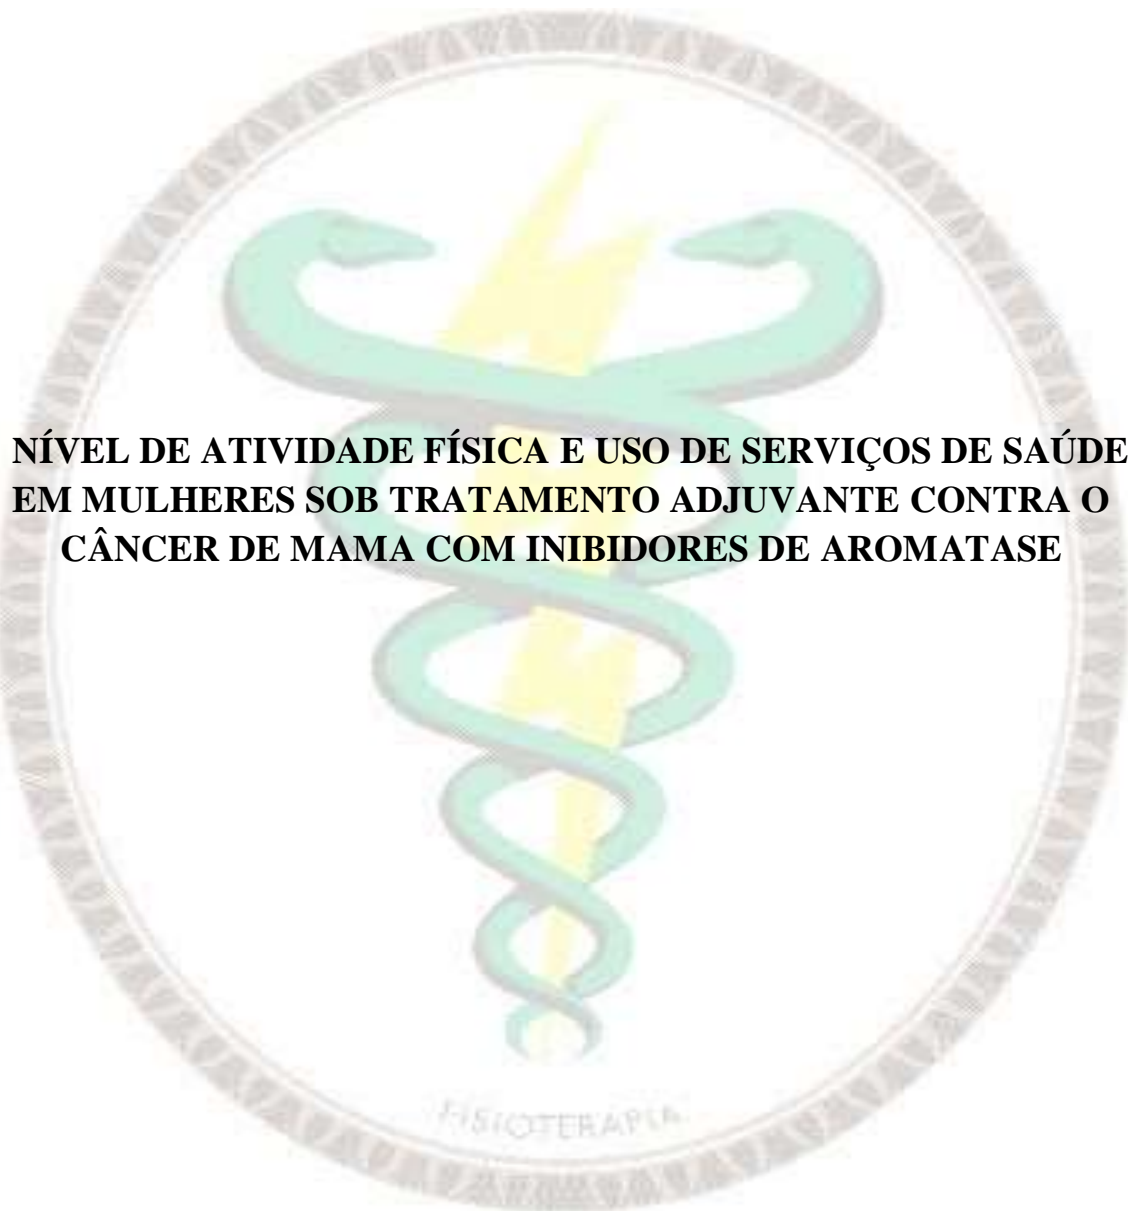 NÍVEL DE ATIVIDADE FÍSICA E USO DE SERVIÇOS DE SAÚDE
EM MULHERES SOB TRATAMENTO ADJUVANTE CONTRA O
CÂNCER DE MAMA COM INIBIDORES DE AROMATASE
FISIOTERAPIA